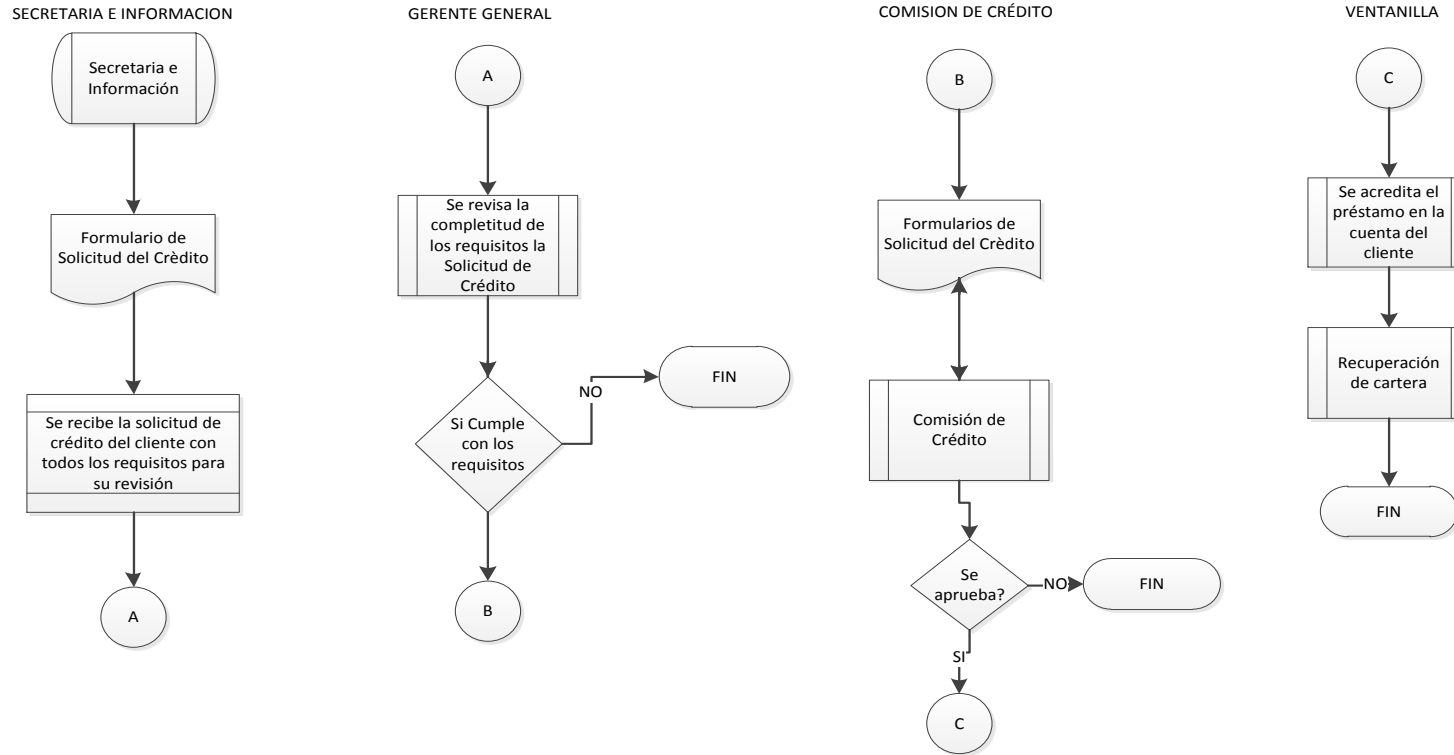 SECRETARIA E INFORMACION
Secretaria e
Información
Formulario de
Solicitud del Crèdito
Se recibe la solicitud de
crédito del cliente con
todos los requisitos para
su revisión
A
GERENTE GENERAL
A
Se revisa la
completitud de
los requisitos la
Solicitud de
Crédito
Si Cumple
con los
requisitos
NO
FIN
B
COMISION DE CRÉDITO
B
Formularios de
Solicitud del Crèdito
Comisión de
Crédito
Se
aprueba?
NO
FIN
SI
C
VENTANILLA
C
Se acredita el
préstamo en la
cuenta del
cliente
Recuperación
de cartera
FIN